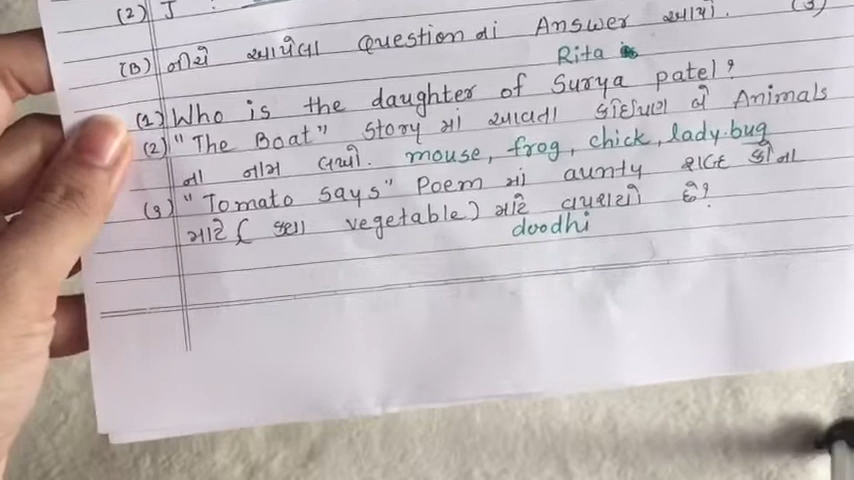 (2) J
(B) નીચે આપેલા Question ના Answer આપો. (3)
Rita
(1) Who is the daughter of Surya patel?
(2) "The Boat" Story માં આવતા કોઈપણ બે Animals
ના નામ લખો. mouse, frog, chick, lady.bug
(3) "Tomato says" Poem માં aunty શબ્દ કોના
માટે ( કયા vegetable) માટે વપરાયો છે?
doodhi